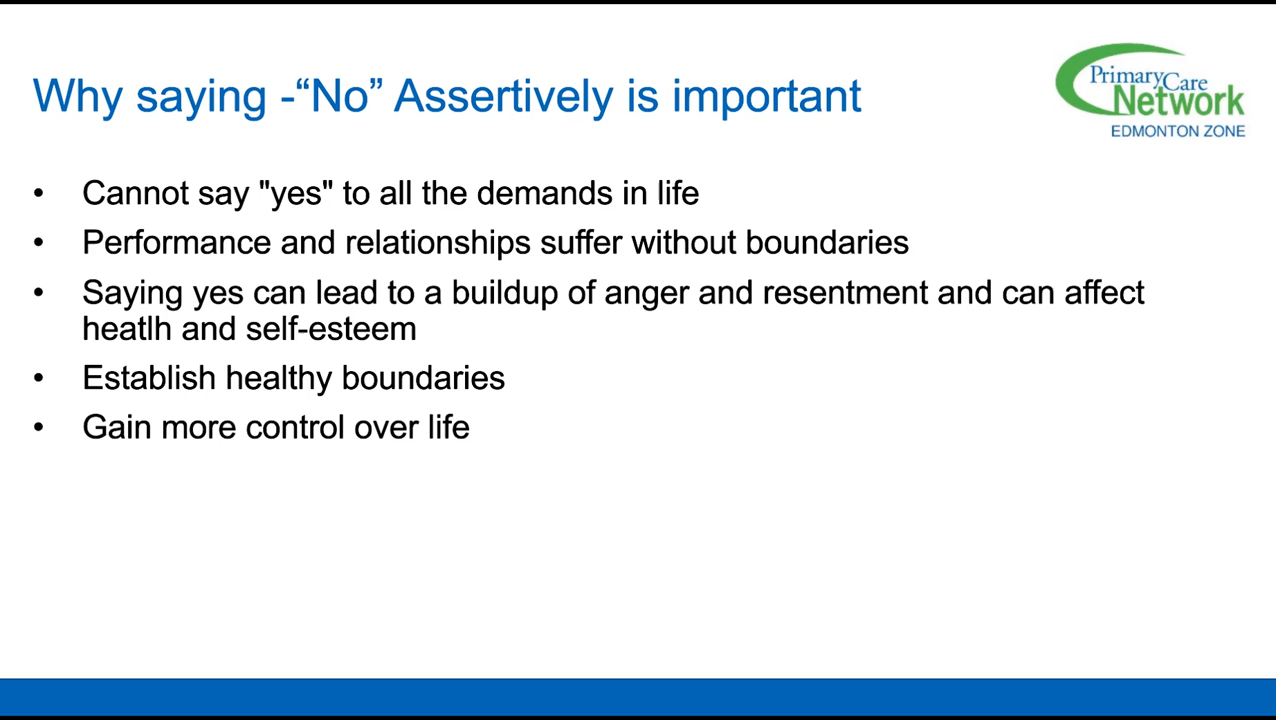 Why saying -“No” Assertively is important
PrimaryCare
Network
EDMONTON ZONE
• Cannot say "yes" to all the demands in life
• Performance and relationships suffer without boundaries
• Saying yes can lead to a buildup of anger and resentment and can affect
heatlh and self-esteem
• Establish healthy boundaries
• Gain more control over life